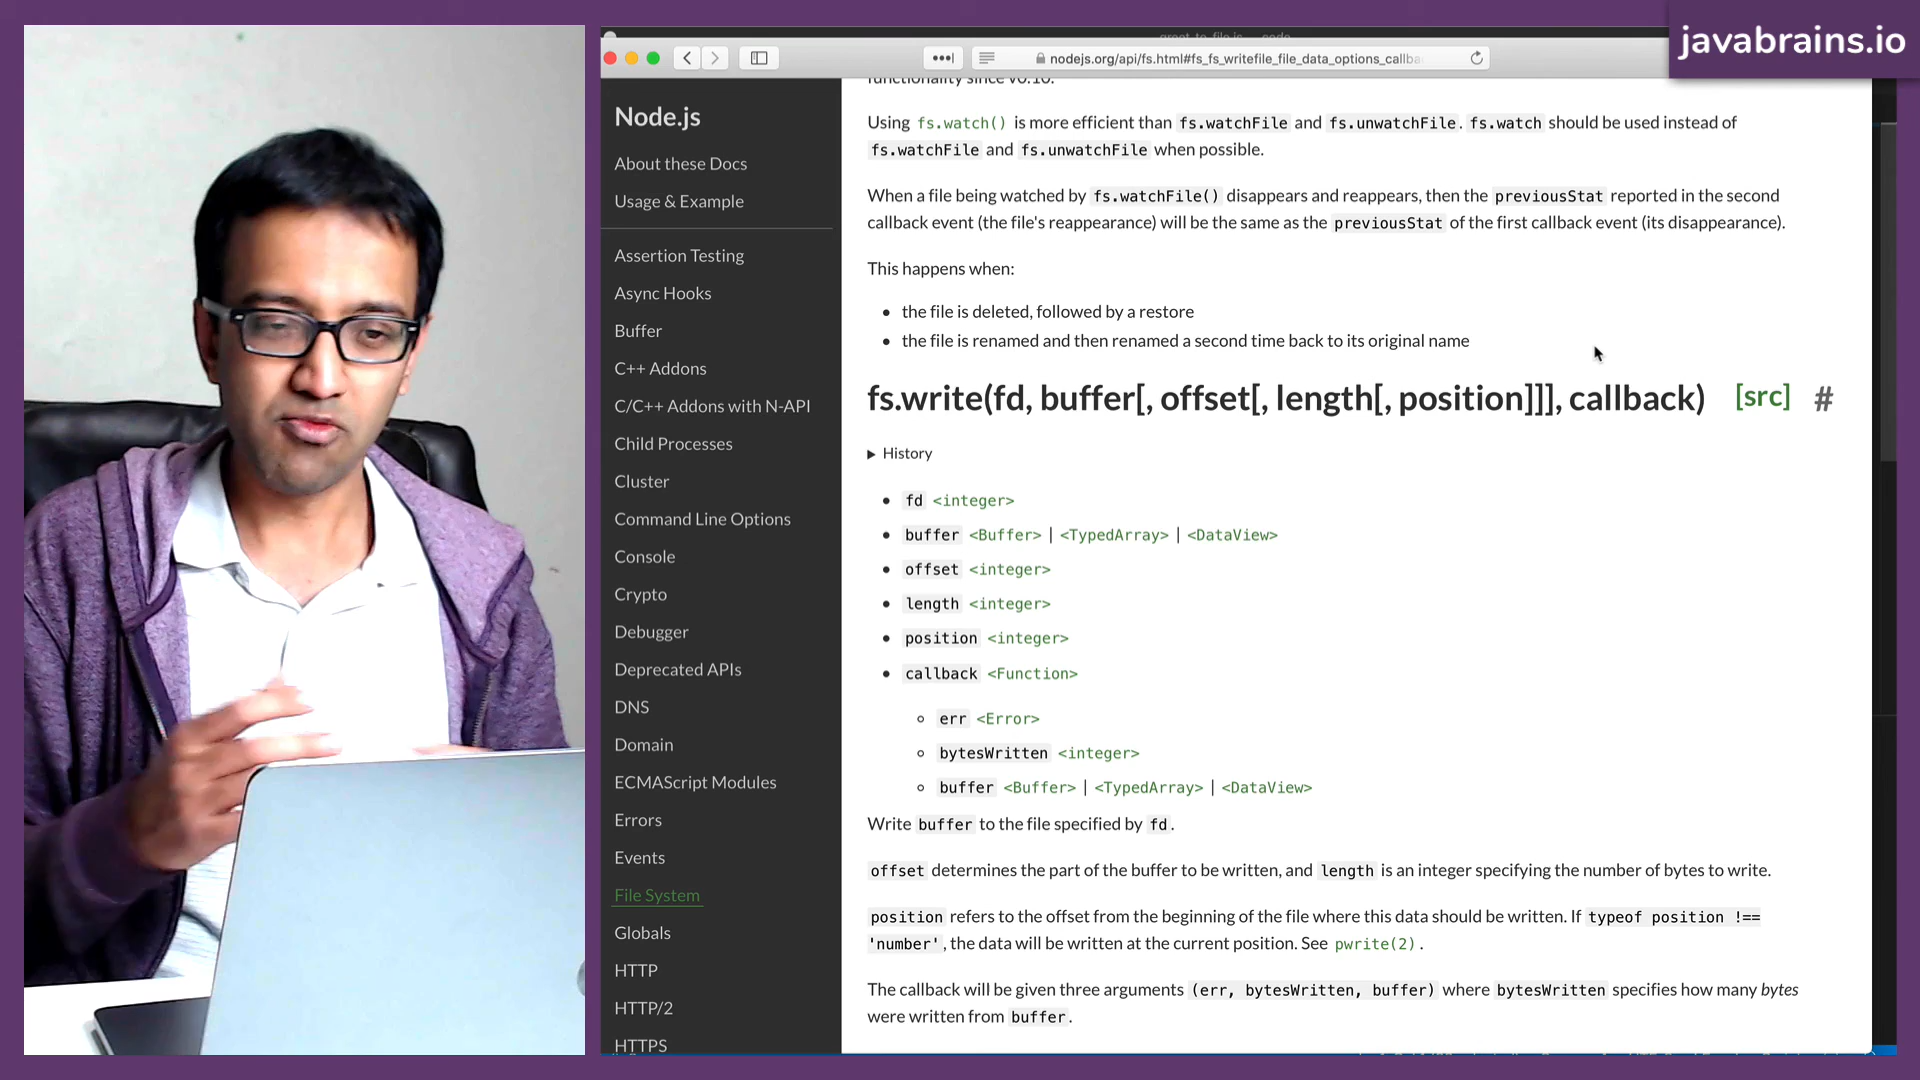 javabrains.io
nodejs.org/api/fs.html#fs_fs_writefile_file_data_options_callba
functionality since v0.10.
Node.js
About these Docs
Usage & Example
Assertion Testing
Async Hooks
Buffer
C++ Addons
C/C++ Addons with N-API
Child Processes
Cluster
Command Line Options
Console
Crypto
Debugger
Deprecated APIs
DNS
Domain
ECMAScript Modules
Errors
Events
File System
Globals
HTTP
HTTP/2
HTTPS
Using fs.watch() is more efficient than fs.watchFile and fs.unwatchFile. fs.watch should be used instead of
fs.watchFile and fs.unwatchFile when possible.
When a file being watched by fs.watchFile() disappears and reappears, then the previousStat reported in the second
callback event (the file's reappearance) will be the same as the previousStat of the first callback event (its disappearance).
This happens when:
• the file is deleted, followed by a restore
• the file is renamed and then renamed a second time back to its original name
fs.write(fd, buffer[, offset[, length[, position]]], callback) [src] #
▶ History
• fd <integer>
• buffer <Buffer> | <TypedArray> | <DataView>
• offset <integer>
• length <integer>
• position <integer>
• callback <Function>
◦ err <Error>
◦ bytesWritten <integer>
◦ buffer <Buffer> | <TypedArray> | <DataView>
Write buffer to the file specified by fd.
offset determines the part of the buffer to be written, and length is an integer specifying the number of bytes to write.
position refers to the offset from the beginning of the file where this data should be written. If typeof position !==
'number', the data will be written at the current position. See pwrite(2).
The callback will be given three arguments (err, bytesWritten, buffer) where bytesWritten specifies how many bytes
were written from buffer.